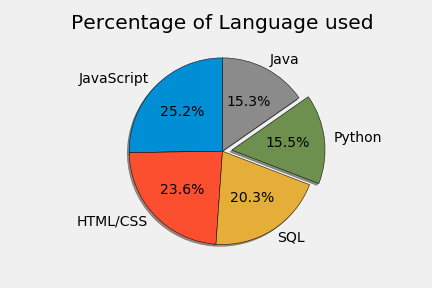 Percentage of Language used
Java
JavaScript
15.3%
25.2%
Python
15.5%
23.6%
20.3%
HTML/CSS
SQL